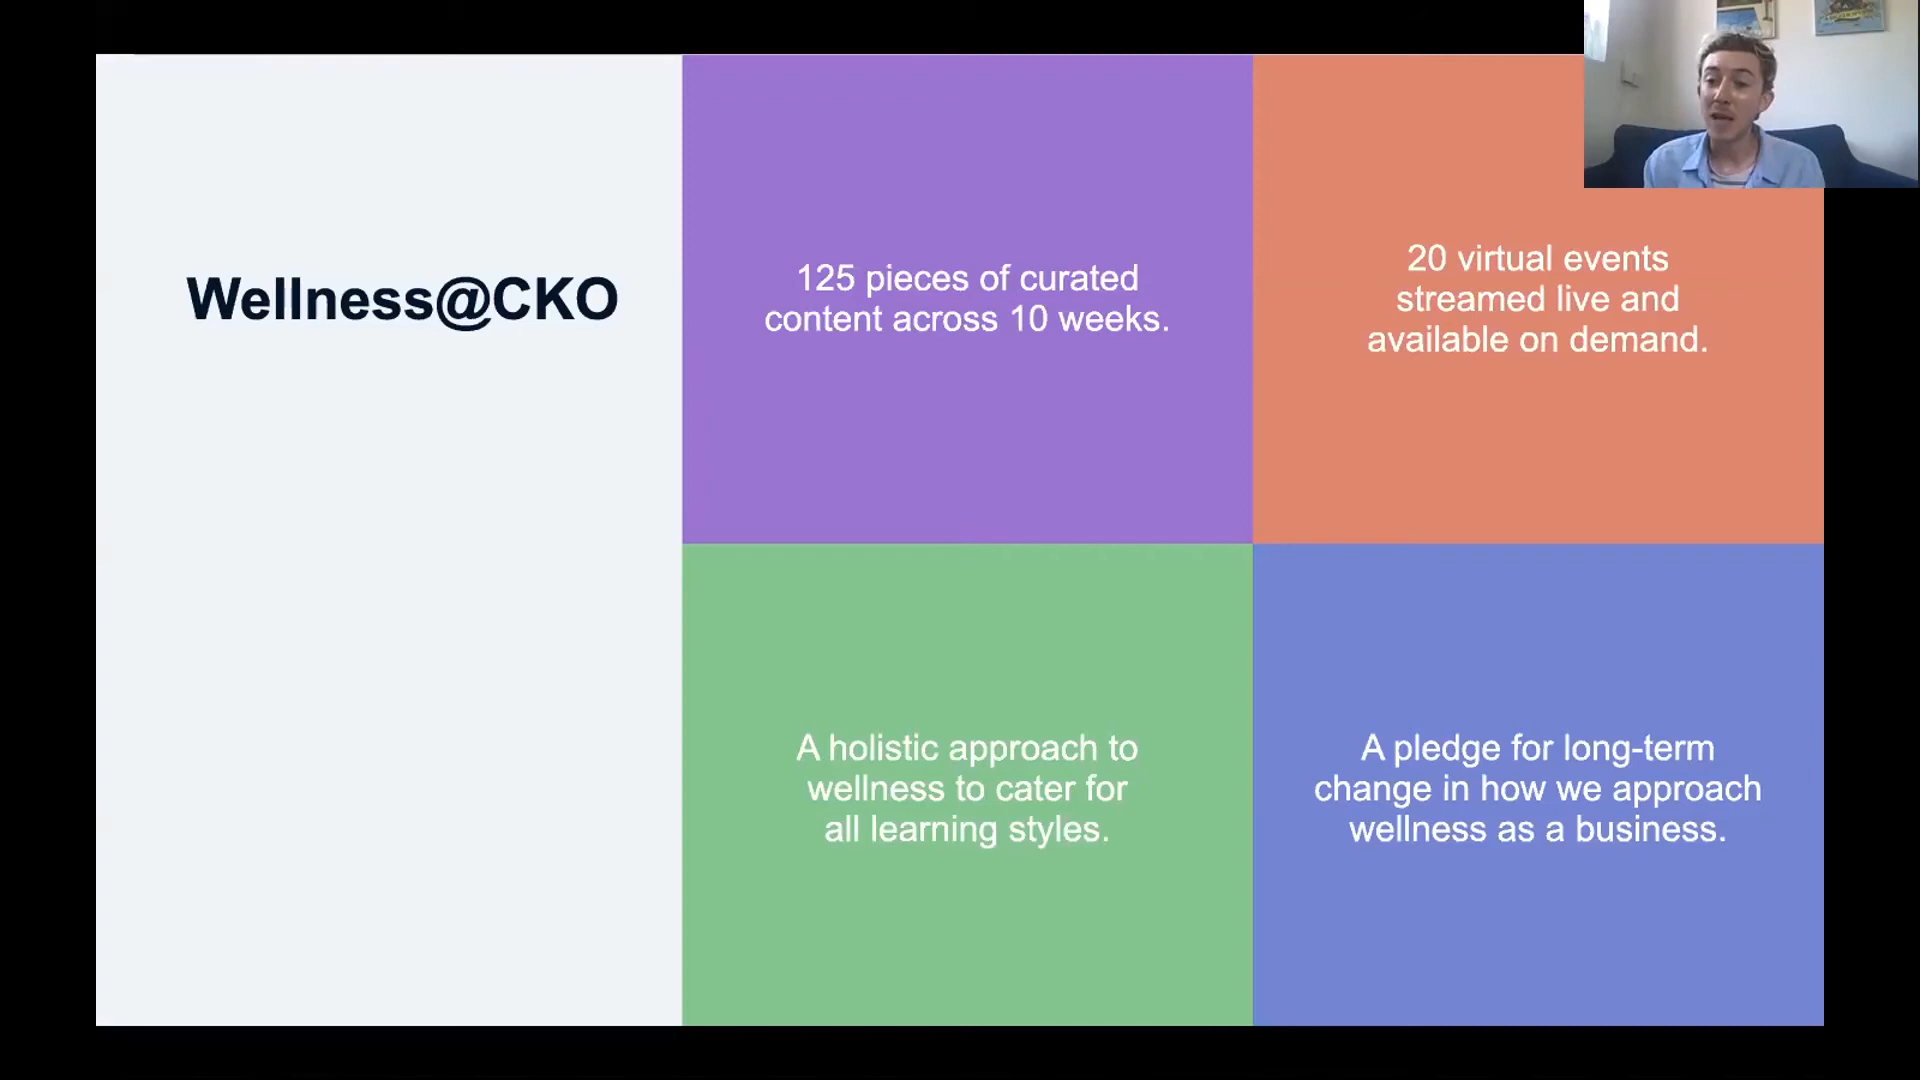 Wellness@CKO
125 pieces of curated
content across 10 weeks.
20 virtual events
streamed live and
available on demand.
A holistic approach to
wellness to cater for
all learning styles.
A pledge for long-term
change in how we approach
wellness as a business.